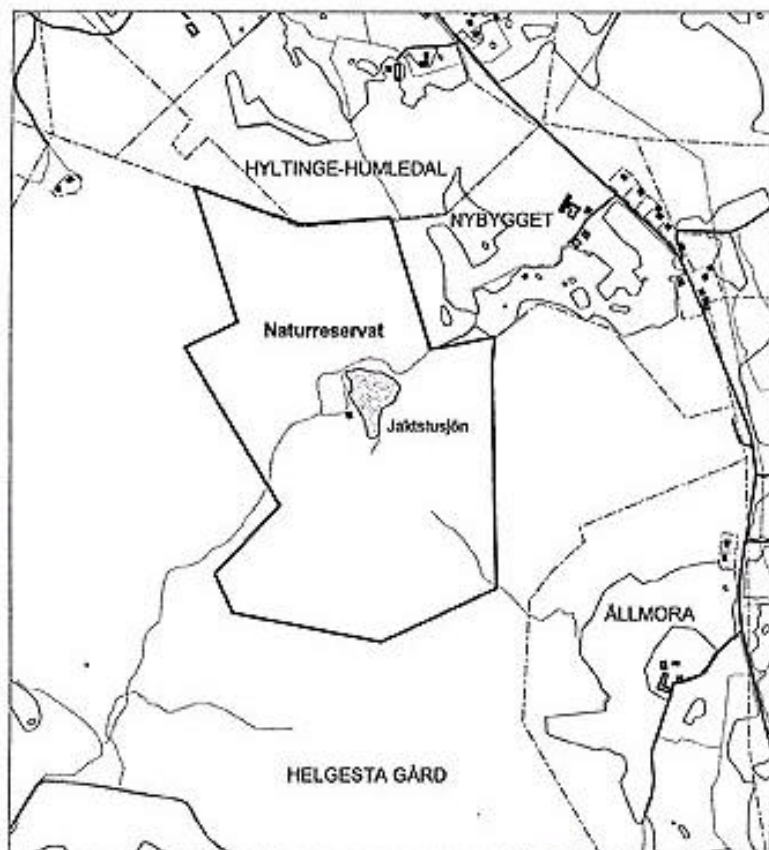 HYLTINGE-HUMLEDAL
NYBYGGET
Naturreservat
Jaktstusjön
ÅLLMORA
HELGESTA GÅRD